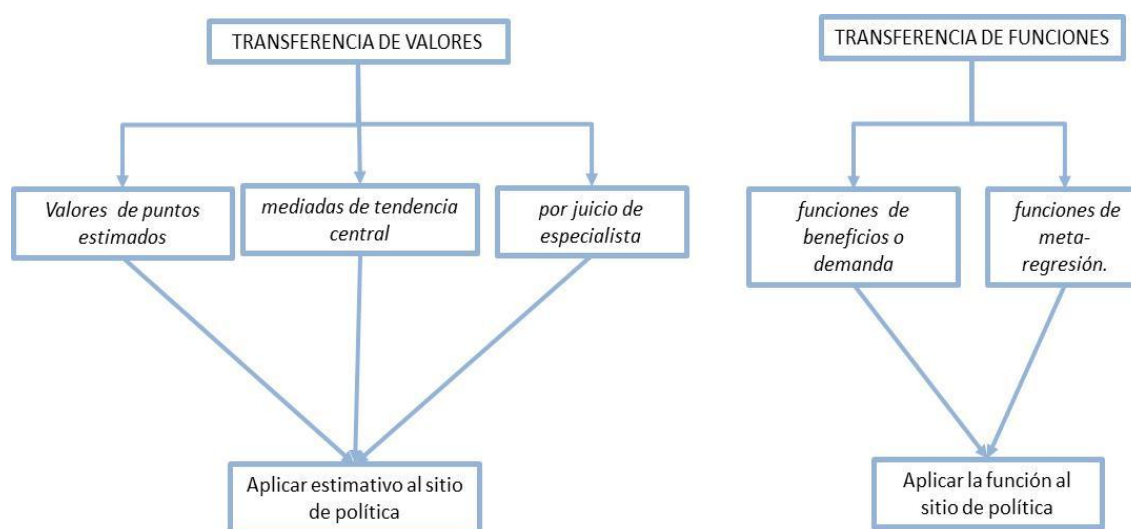 TRANSFERENCIA DE VALORES
Valores de puntos
estimados
mediadas de tendencia
central
por juicio de
especialista
Aplicar estimativo al sitio
de política
TRANSFERENCIA DE FUNCIONES
funciones de
beneficios o
demanda
funciones de
meta-
regresión.
Aplicar la función al
sitio de política